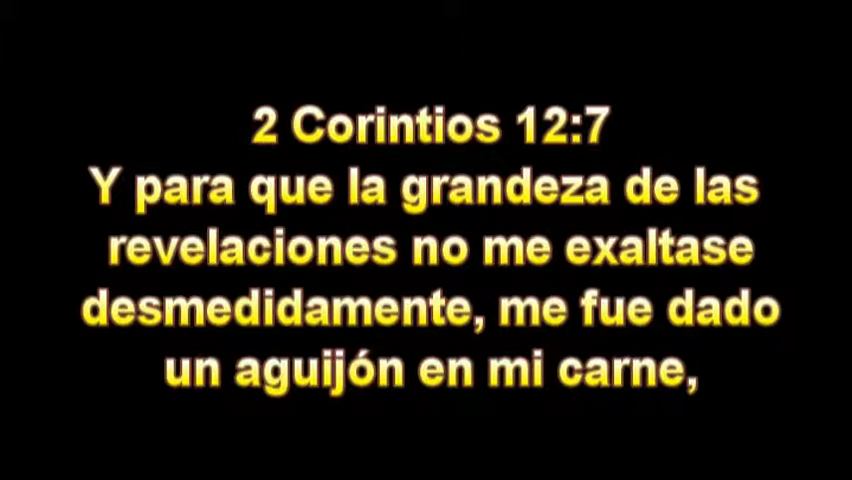 2 Corintios 12:7
Y para que la grandeza de las
revelaciones no me exaltase
desmedidamente, me fue dado
un aguijón en mi carne,